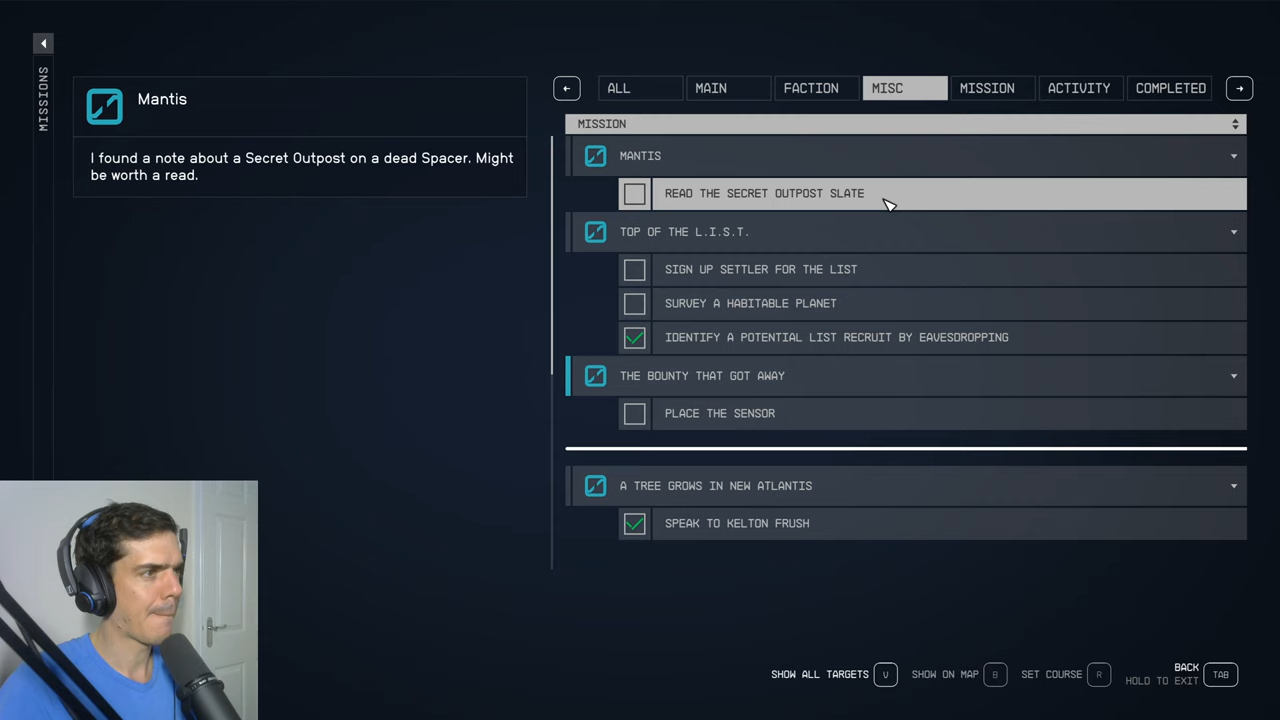 MISSIONS
Mantis
I found a note about a Secret Outpost on a dead Spacer. Might
be worth a read.
ALL
MAIN
FACTION
MISC
MISSION
ACTIVITY
COMPLETED
MISSION
MANTIS
READ THE SECRET OUTPOST SLATE
TOP OF THE L.I.S.T.
SIGN UP SETTLER FOR THE LIST
SURVEY A HABITABLE PLANET
IDENTIFY A POTENTIAL LIST RECRUIT BY EAVESDROPPING
THE BOUNTY THAT GOT AWAY
PLACE THE SENSOR
A TREE GROWS IN NEW ATLANTIS
SPEAK TO KELTON FRUSH
SHOW ALL TARGETS V
SHOW ON MAP B
SET COURSE R
BACK
HOLD TO EXIT
TAB